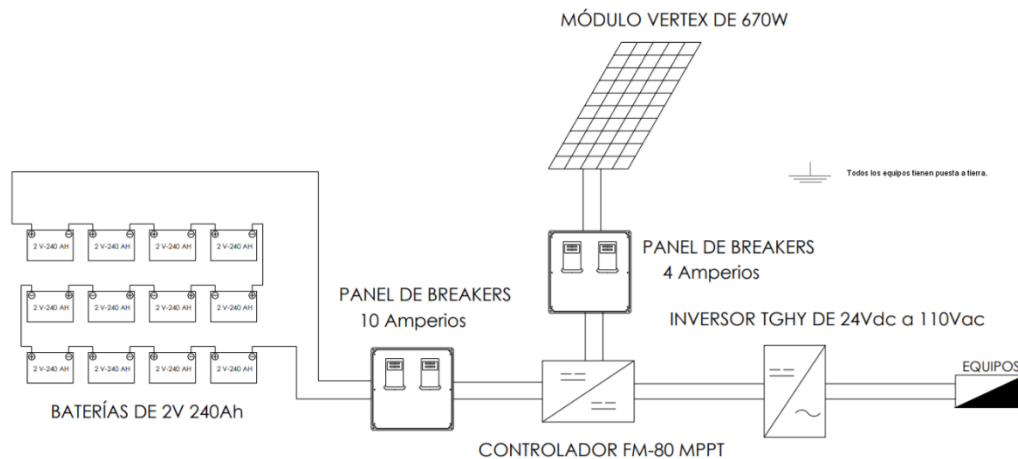 MÓDULO VERTEX DE 670W
Todos los equipos tienen puesta a tierra.
2 V-240 AH 2 V-240 AH 2 V-240 AH 2 V-240 AH
PANEL DE BREAKERS
4 Amperios
2 V-240 AH 2 V-240 AH 2 V-240 AH 2 V-240 AH
PANEL DE BREAKERS
10 Amperios
INVERSOR TGHY DE 24Vdc a 110Vac
2 V-240 AH 2 V-240 AH 2 V-240 AH 2 V-240 AH
EQUIPOS
BATERÍAS DE 2V 240Ah
CONTROLADOR FM-80 MPPT